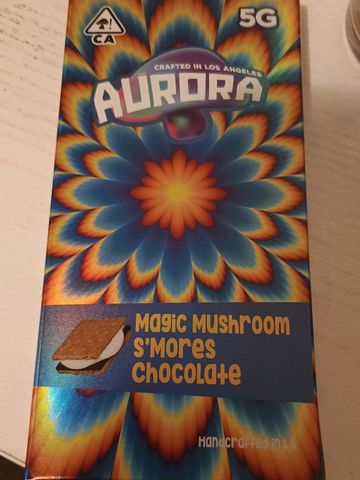 CA
5G
CRAFTED IN LOS ANGELES
AURORA
Magic Mushroom
S'Mores
Chocolate
Handcrafted in LA